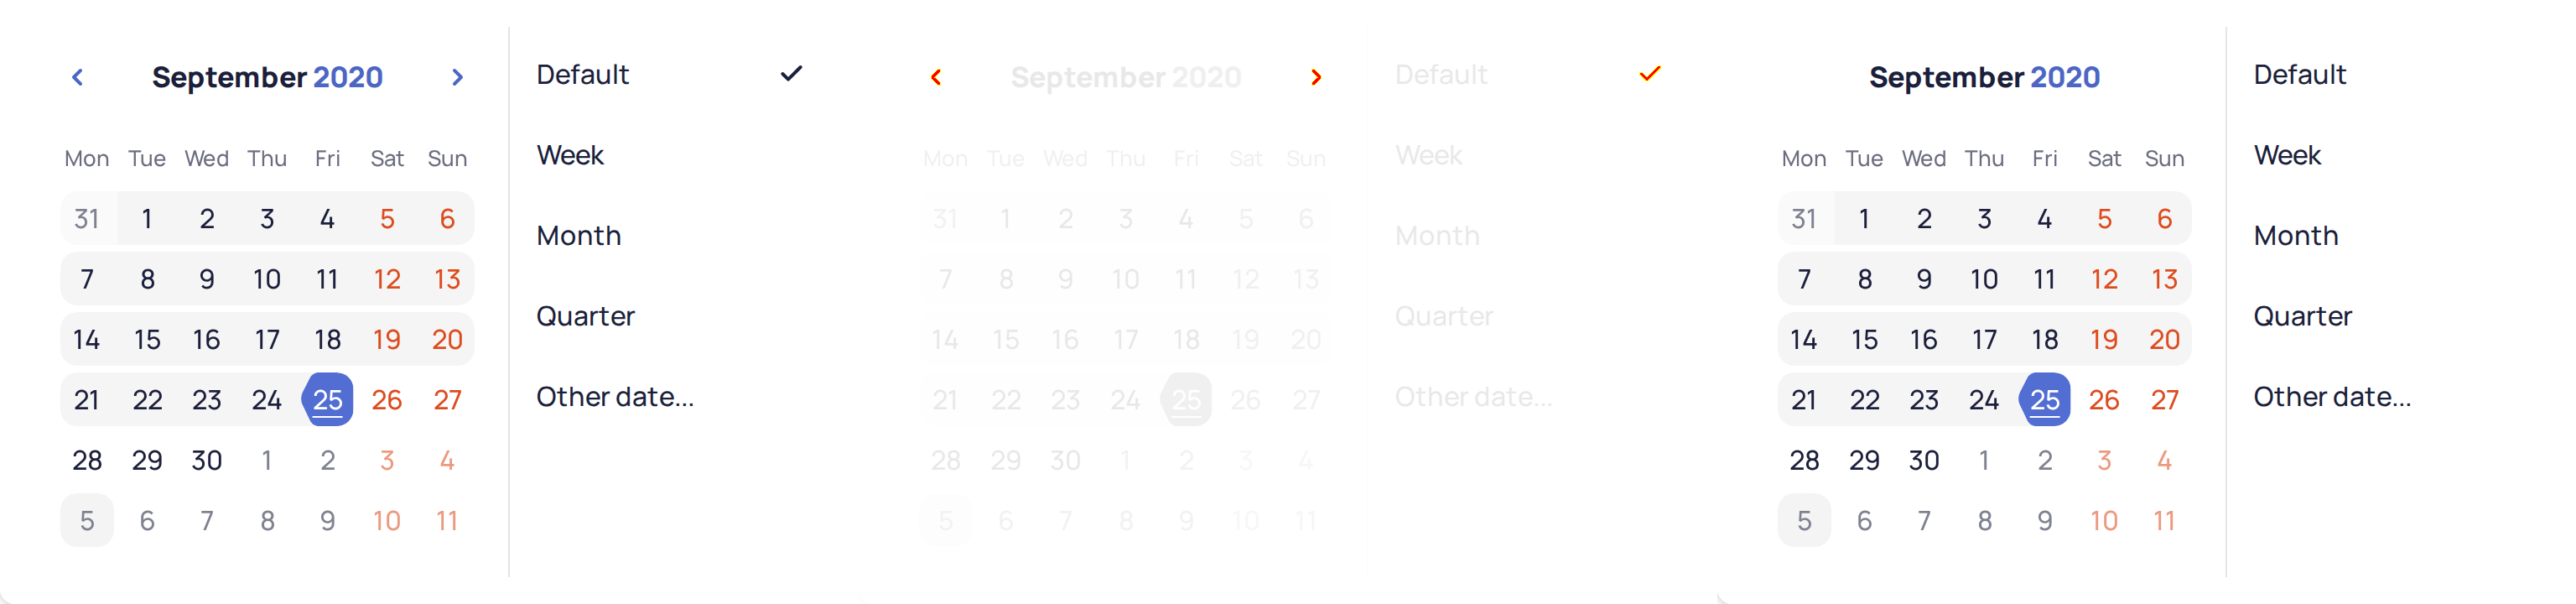 September 2020
Mon Tue Wed Thu Fri Sat Sun
31 1 2 3 4 5 6
7 8 9 10 11 12 13
14 15 16 17 18 19 20
21 22 23 24 25 26 27
28 29 30 1 2 3 4
5 6 7 8 9 10 11
Default
Week
Month
Quarter
Other date...
September 2020
Mon Tue Wed Thu Fri Sat Sun
31 1 2 3 4 5 6
7 8 9 10 11 12 13
14 15 16 17 18 19 20
21 22 23 24 25 26 27
28 29 30 1 2 3 4
5 6 7 8 9 10 11
Default
Week
Month
Quarter
Other date...
September 2020
Mon Tue Wed Thu Fri Sat Sun
31 1 2 3 4 5 6
7 8 9 10 11 12 13
14 15 16 17 18 19 20
21 22 23 24 25 26 27
28 29 30 1 2 3 4
5 6 7 8 9 10 11
Default
Week
Month
Quarter
Other date...